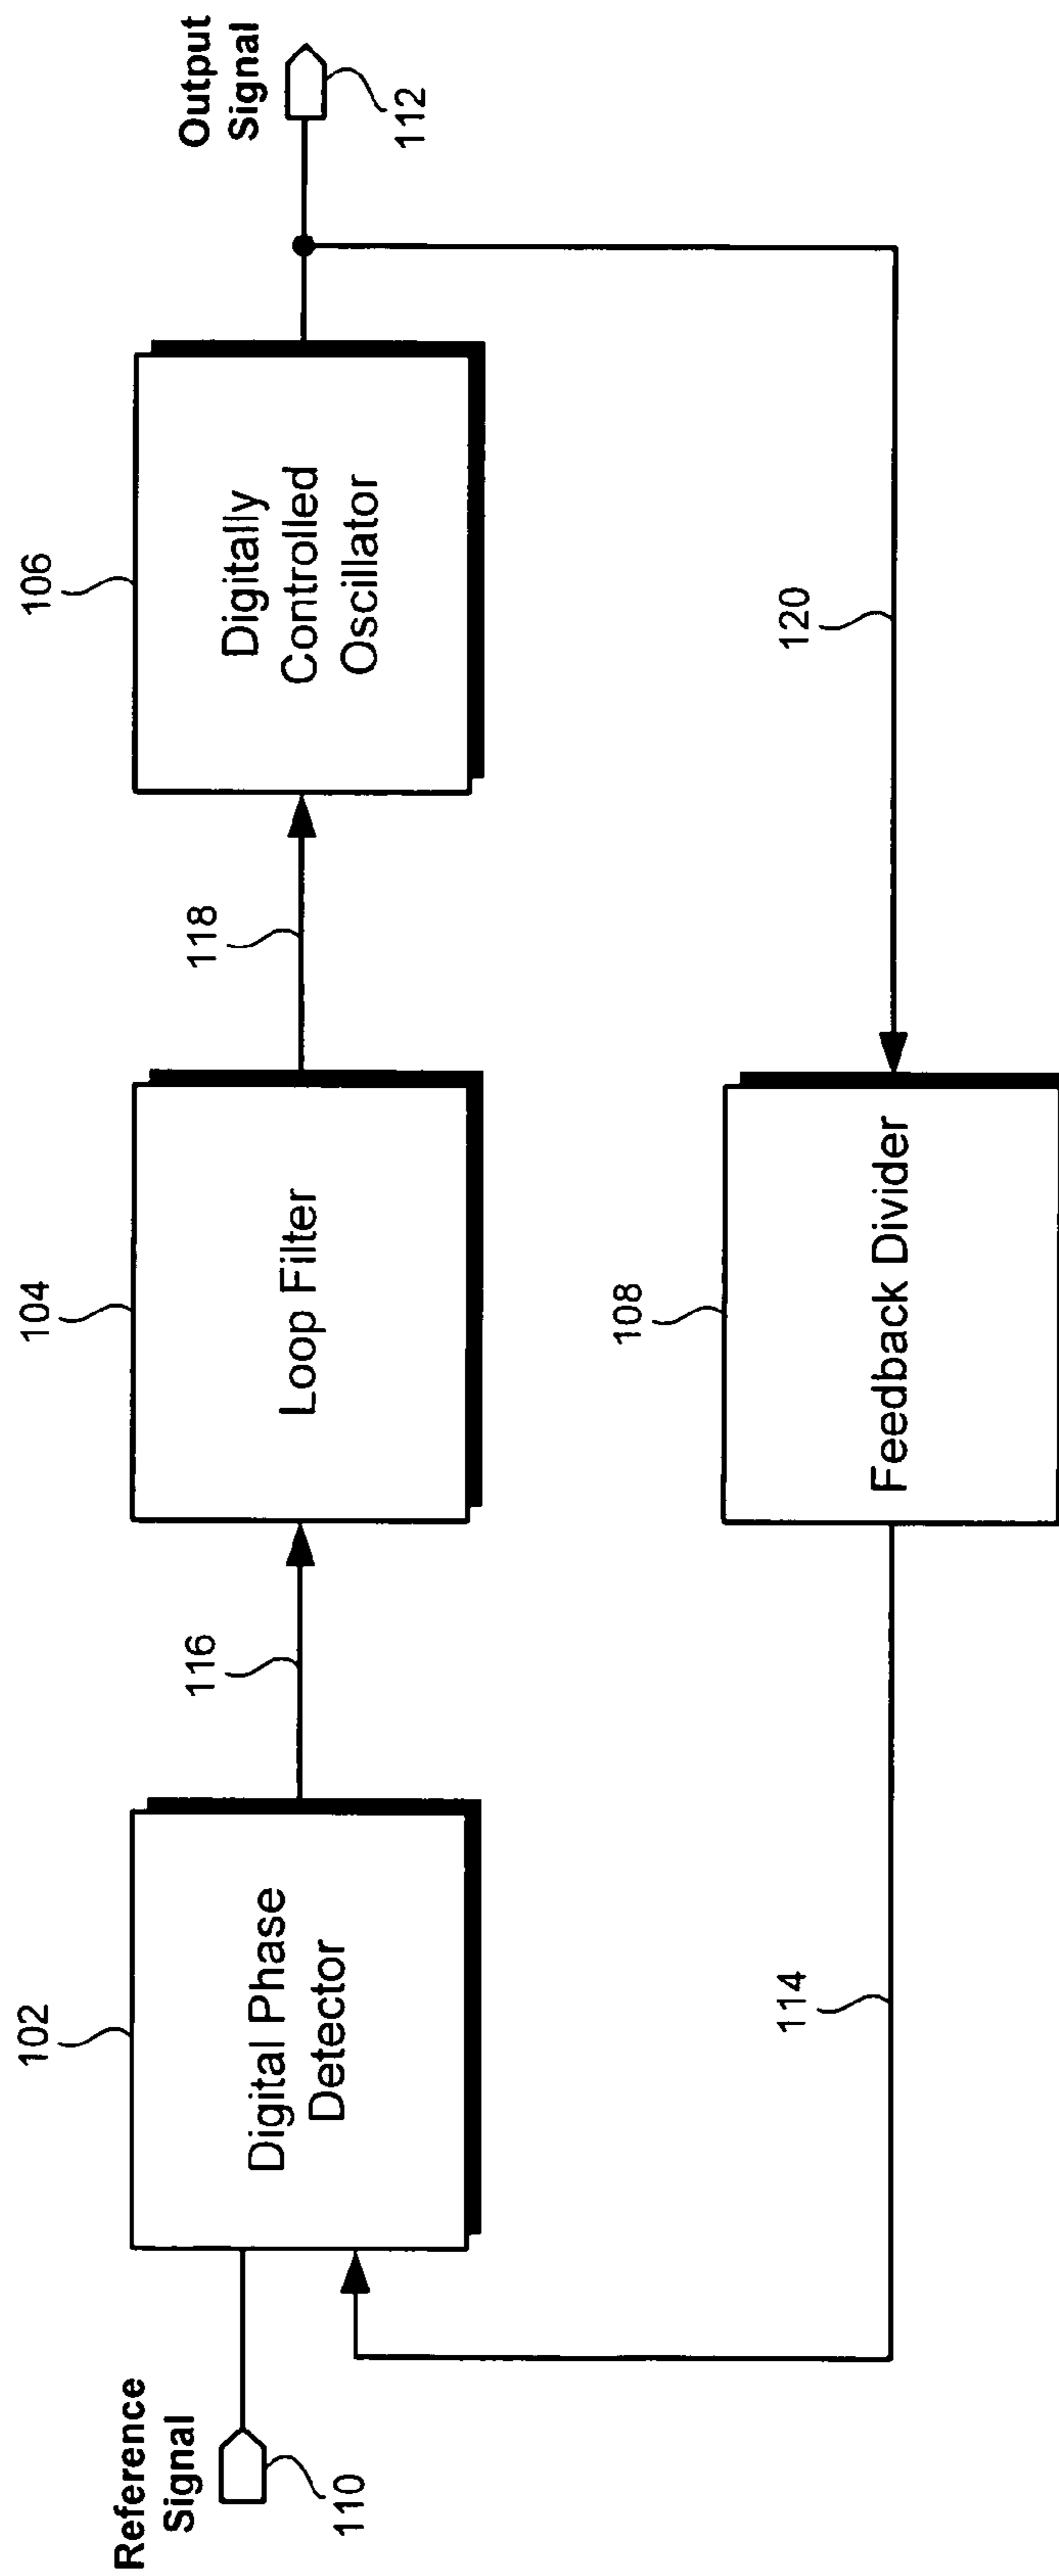 Reference
Signal
110
102
Digital Phase
Detector
116
104
Loop Filter
118
106
Digitally
Controlled
Oscillator
Output
Signal
112
114
108
Feedback Divider
120